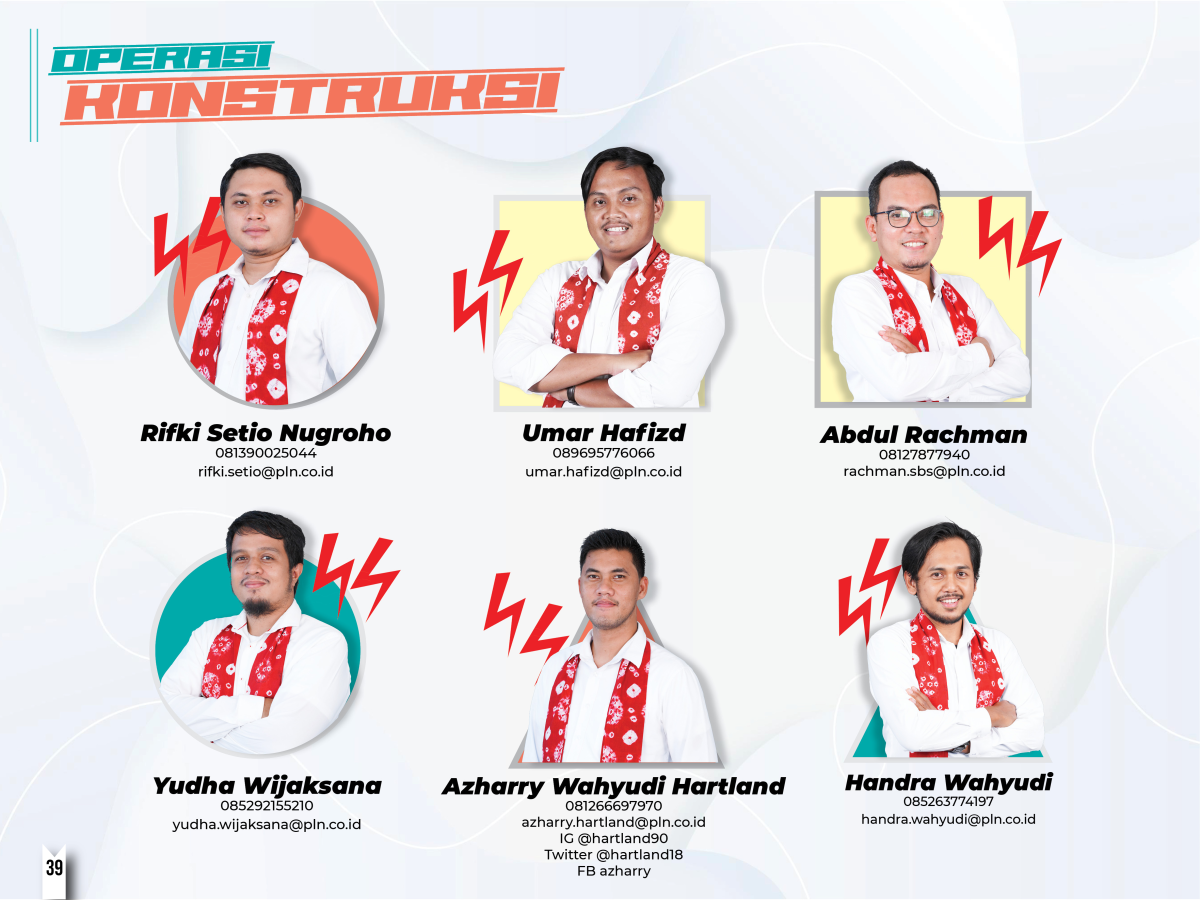 OPERASI
KONSTRUKSI
Rifki Setio Nugroho
081390025044
rifki.setio@pln.co.id
Umar Hafizd
089695776066
umar.hafizd@pln.co.id
Abdul Rachman
08127877940
rachman.sbs@pln.co.id
Yudha Wijaksana
085292155210
yudha.wijaksana@pln.co.id
Azharry Wahyudi Hartland
081266697970
azharry.hartland@pln.co.id
IG @hartland90
Twitter @hartland18
FB azharry
Handra Wahyudi
085263774197
handra.wahyudi@pln.co.id
39